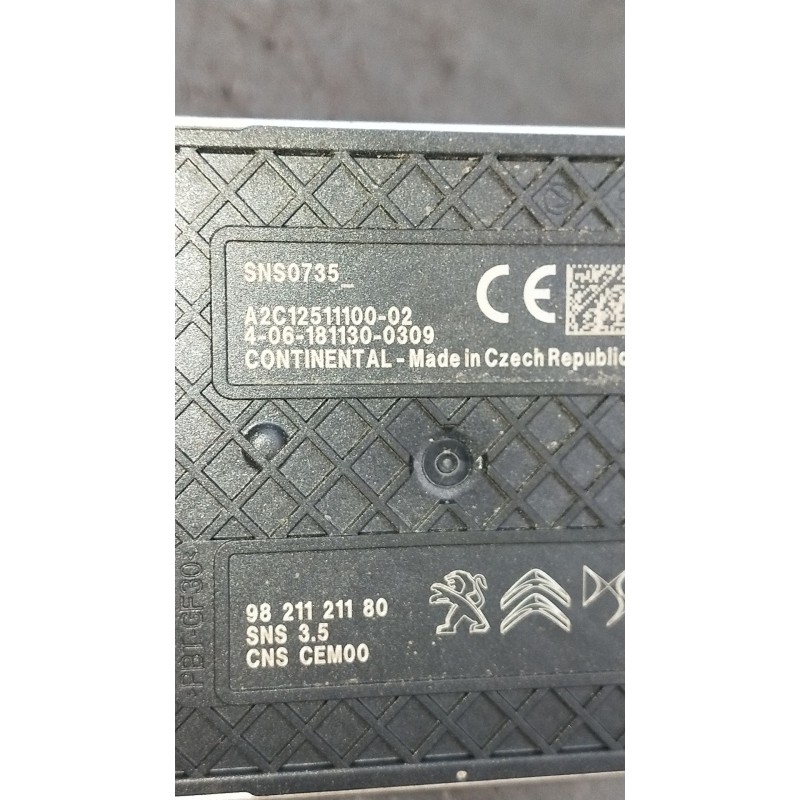 SNS0735_
CE
A2C12511100-02
4-06-181130-0309
CONTINENTAL - Made in Czech Republic
98 211 211 80
SNS 3.5
CNS CEM00
>PBT-GF30<